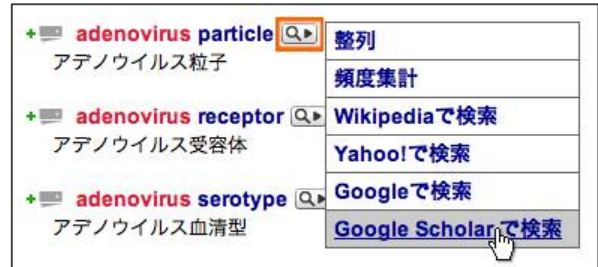 adenovirus particle
アデノウイルス粒子
adenovirus receptor
アデノウイルス受容体
adenovirus serotype
アデノウイルス血清型
整列
頻度集計
Wikipediaで検索
Yahoo!で検索
Googleで検索
Google Scholarで検索